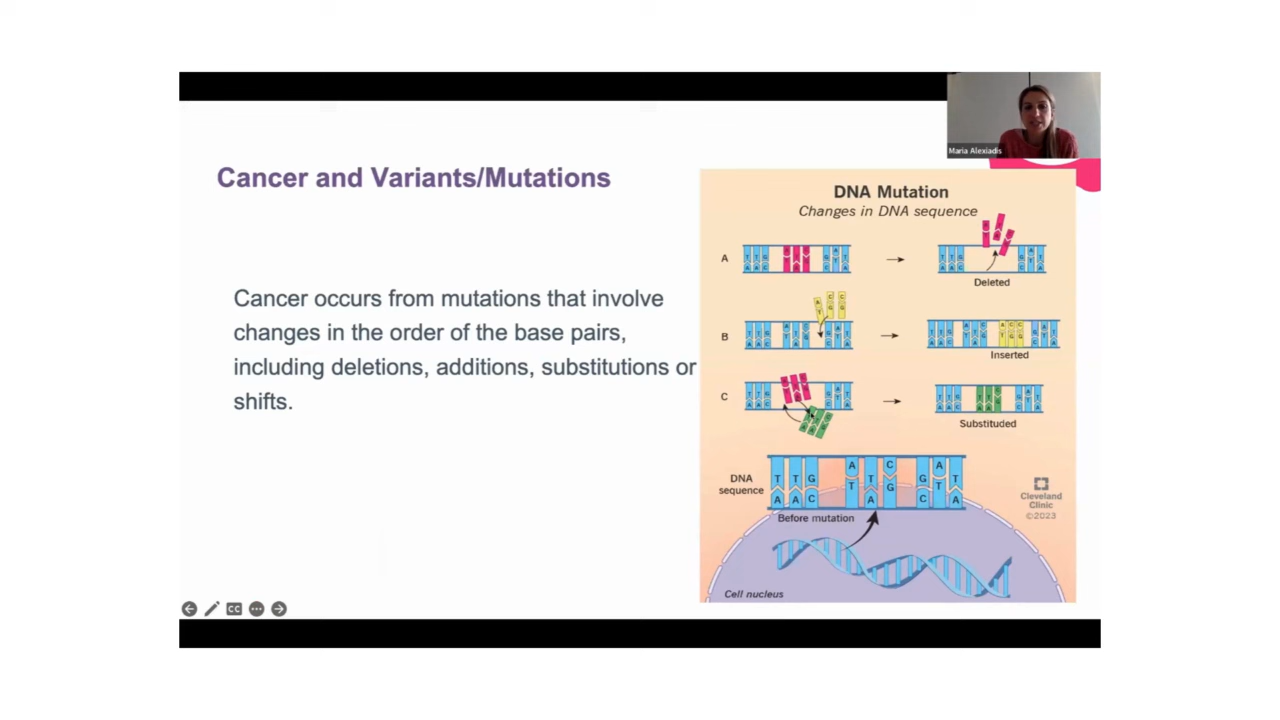 Maria Alexiadis
Cancer and Variants/Mutations
Cancer occurs from mutations that involve
changes in the order of the base pairs,
including deletions, additions, substitutions or
shifts.
DNA Mutation
Changes in DNA sequence
A
Deleted
B
Inserted
C
Substituded
DNA
sequence
T T G A T C G A T
A A C T A G C T A
Before mutation
Cleveland
Clinic
©2023
Cell nucleus
CC